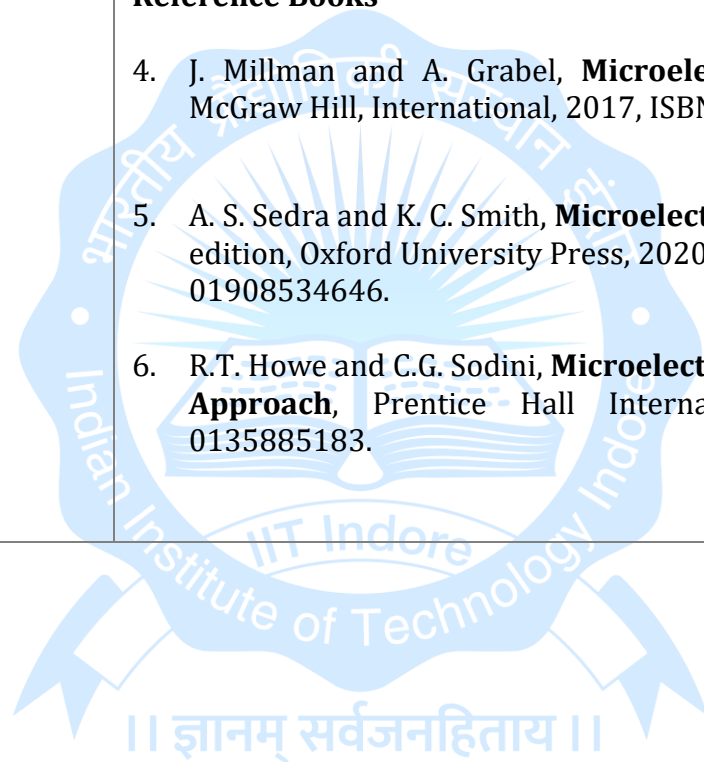 Reference Books
4. J. Millman and A. Grabel, Microele
McGraw Hill, International, 2017, ISBN
5. A. S. Sedra and K. C. Smith, Microelect
edition, Oxford University Press, 2020
01908534646.
6. R.T. Howe and C.G. Sodini, Microelect
Approach, Prentice Hall Interna
0135885183.
भारतीय प्रौद्योगिकी संस्थान इंदौर
Indian Institute of Technology Indore
IIT Indore
।। ज्ञानम् सर्वजनहिताय ।।